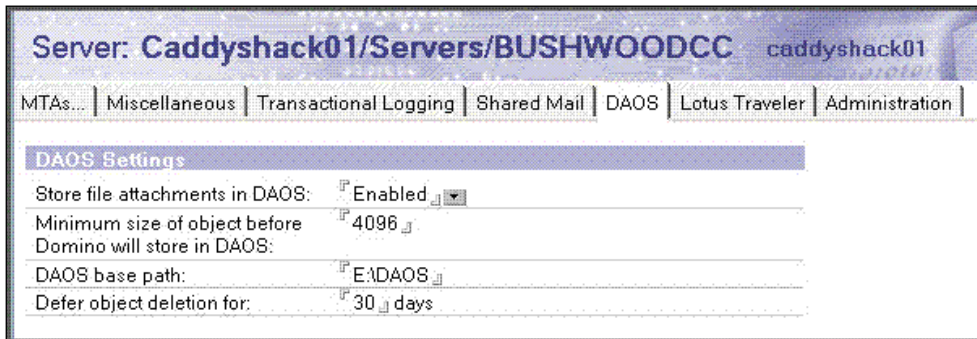 Server: Caddyshack01/Servers/BUSHWOODCC caddyshack01
MTAs... | Miscellaneous | Transactional Logging | Shared Mail | DAOS | Lotus Traveler | Administration
DAOS Settings
Store file attachments in DAOS: Enabled
Minimum size of object before 4096
Domino will store in DAOS:
DAOS base path: E:\DAOS
Defer object deletion for: 30 days